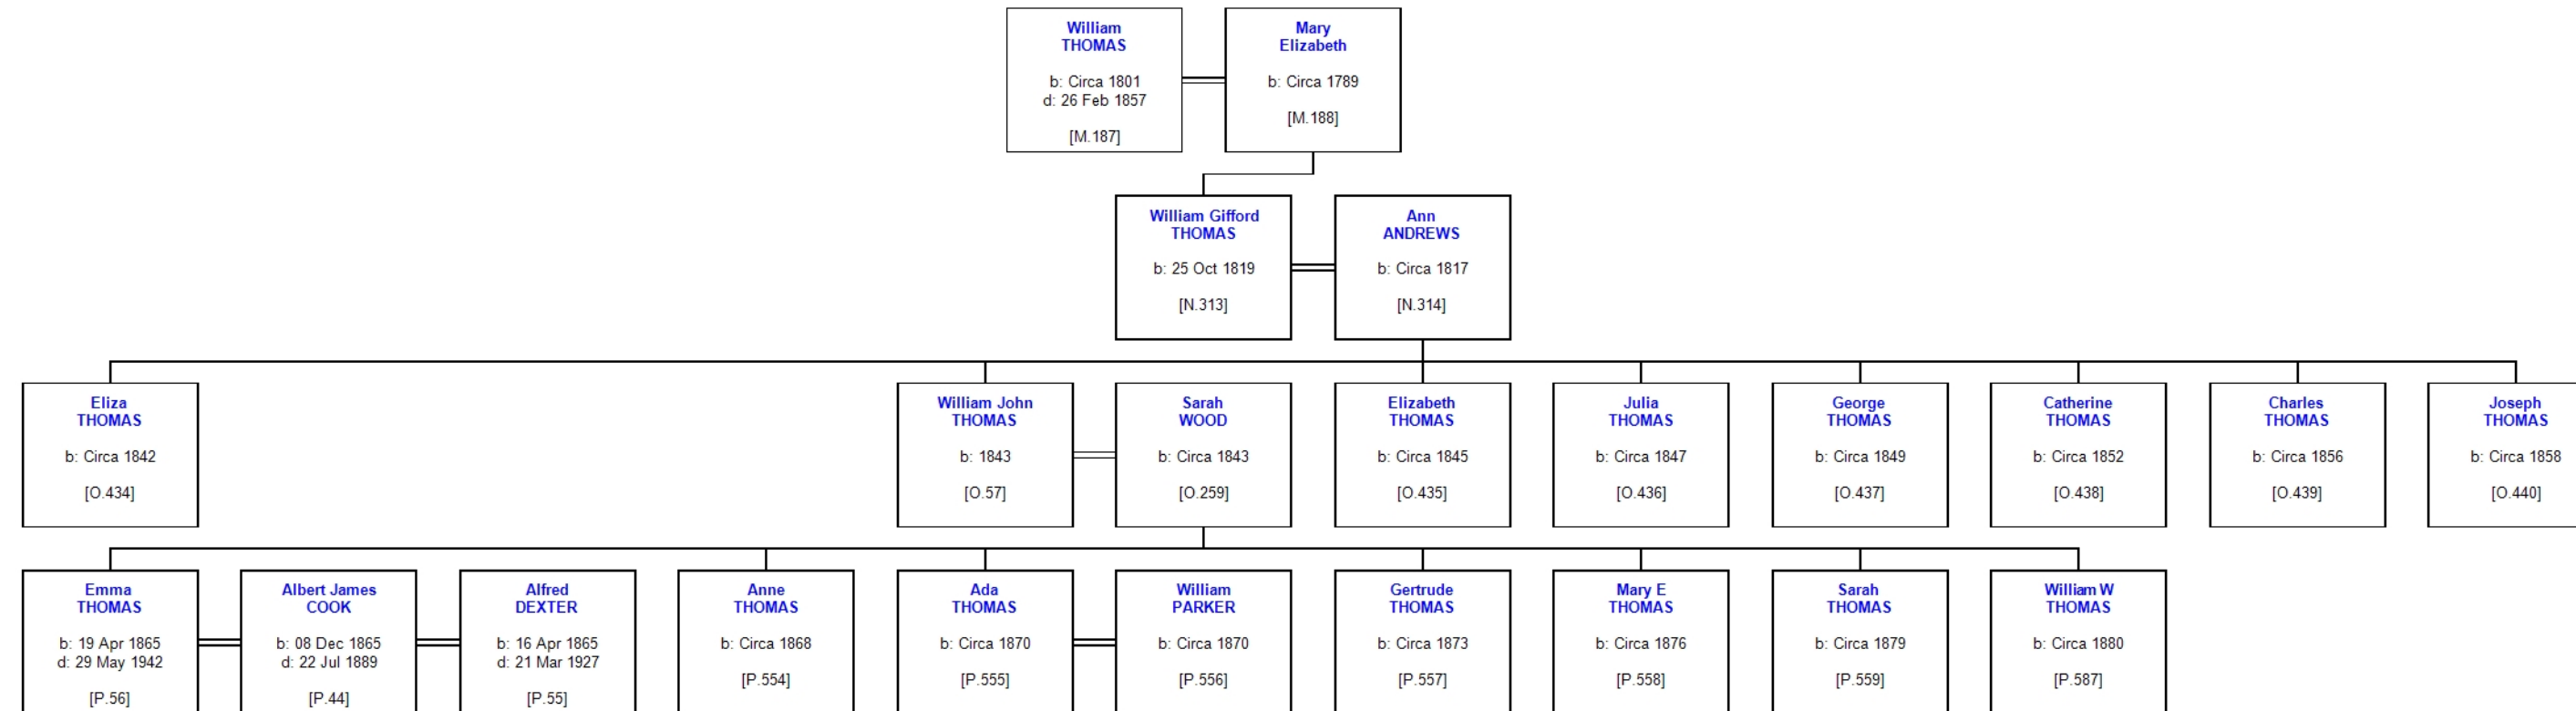 William
THOMAS
b: Circa 1801
d: 26 Feb 1857
[M.187]
Mary
Elizabeth
b: Circa 1789
[M.188]
William Gifford
THOMAS
b: 25 Oct 1819
[N.313]
Ann
ANDREWS
b: Circa 1817
[N.314]
Eliza
THOMAS
b: Circa 1842
[O.434]
William John
THOMAS
b: 1843
[O.57]
Sarah
WOOD
b: Circa 1843
[O.259]
Elizabeth
THOMAS
b: Circa 1845
[O.435]
Julia
THOMAS
b: Circa 1847
[O.436]
George
THOMAS
b: Circa 1849
[O.437]
Catherine
THOMAS
b: Circa 1852
[O.438]
Charles
THOMAS
b: Circa 1856
[O.439]
Joseph
THOMAS
b: Circa 1858
[O.440]
Emma
THOMAS
b: 19 Apr 1865
d: 29 May 1942
[P.56]
Albert James
COOK
b: 08 Dec 1865
d: 22 Jul 1889
[P.44]
Alfred
DEXTER
b: 16 Apr 1865
d: 21 Mar 1927
[P.55]
Anne
THOMAS
b: Circa 1868
[P.554]
Ada
THOMAS
b: Circa 1870
[P.555]
William
PARKER
b: Circa 1870
[P.556]
Gertrude
THOMAS
b: Circa 1873
[P.557]
Mary E
THOMAS
b: Circa 1876
[P.558]
Sarah
THOMAS
b: Circa 1879
[P.559]
William W
THOMAS
b: Circa 1880
[P.587]